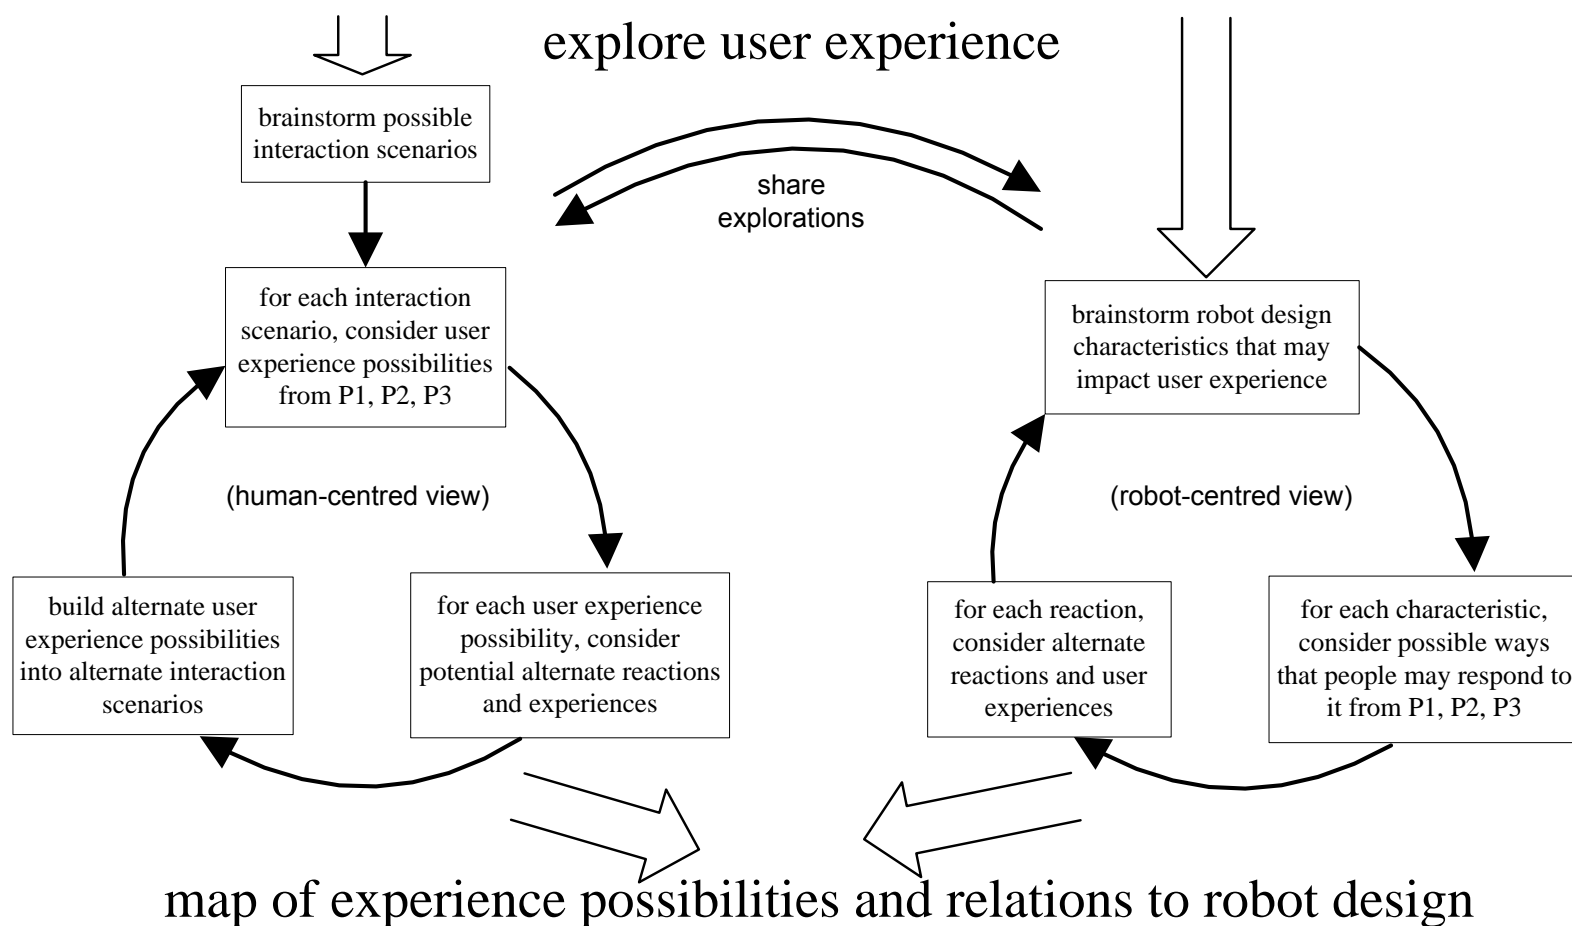 explore user experience
brainstorm possible
interaction scenarios
share
explorations
for each interaction
scenario, consider user
experience possibilities
from P1, P2, P3
brainstorm robot design
characteristics that may
impact user experience
(human-centred view)
(robot-centred view)
build alternate user
experience possibilities
into alternate interaction
scenarios
for each user experience
possibility, consider
potential alternate reactions
and experiences
for each reaction,
consider alternate
reactions and user
experiences
for each characteristic,
consider possible ways
that people may respond to
it from P1, P2, P3
map of experience possibilities and relations to robot design